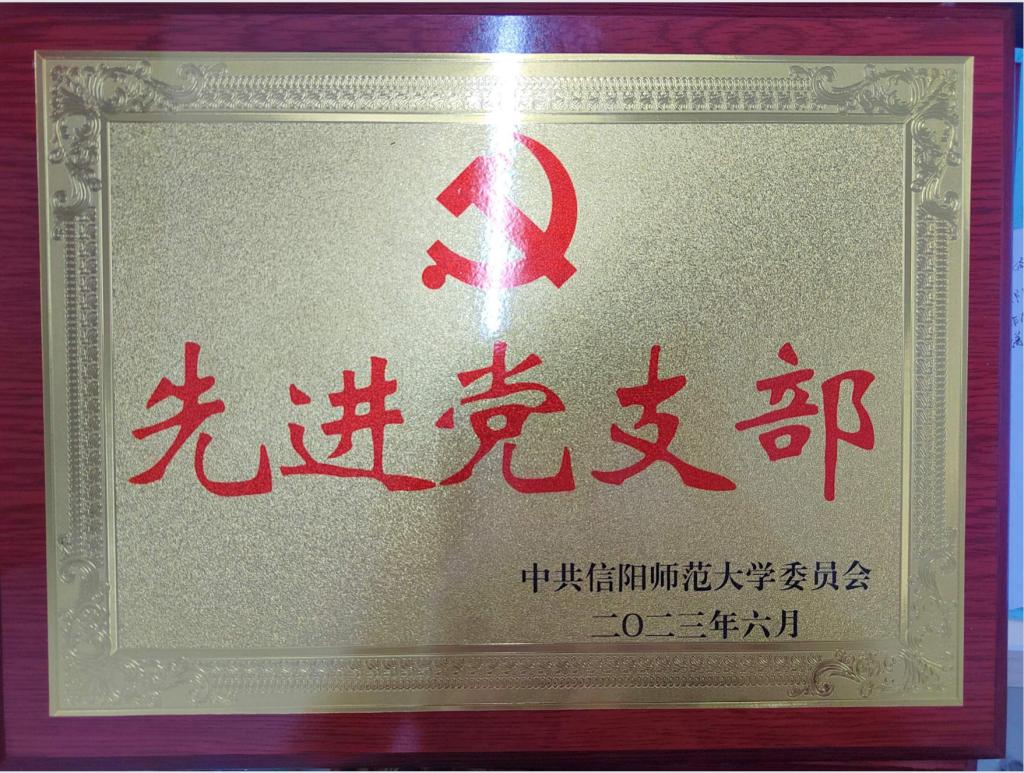 先进党支部
中共信阳师范大学委员会
二〇二三年六月